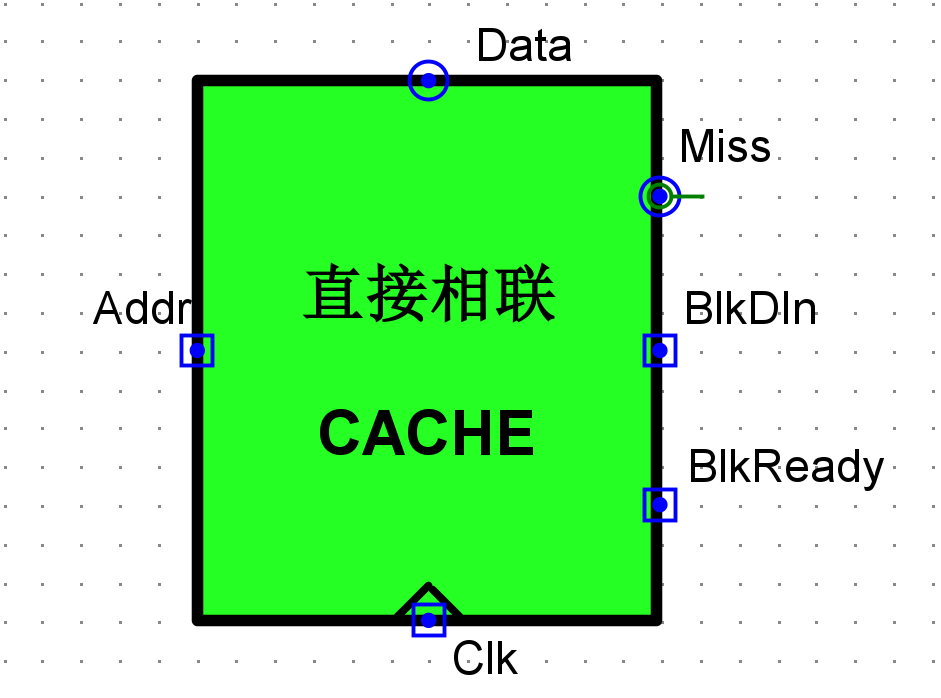 Data
Miss
直接相联
Addr
BlkDIn
CACHE
BlkReady
Clk